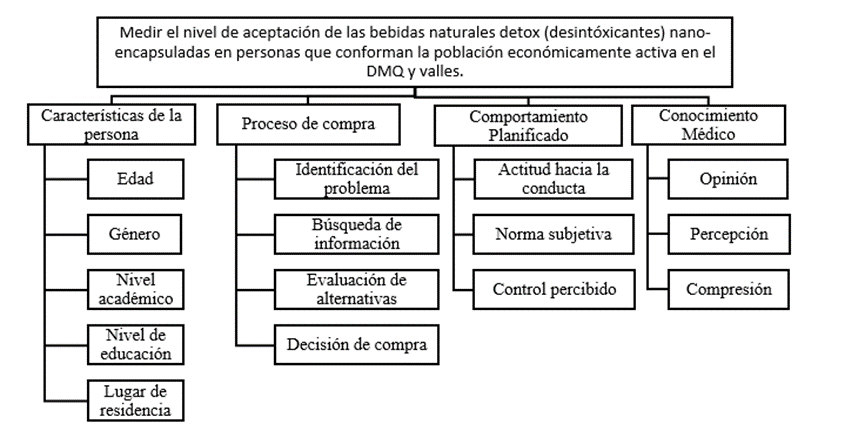 Medir el nivel de aceptación de las bebidas naturales detox (desintóxicantes) nano-
encapsuladas en personas que conforman la población económicamente activa en el
DMQ y valles.
Características de la
persona
Edad
Género
Nivel
académico
Nivel de
educación
Lugar de
residencia
Proceso de compra
Identificación del
problema
Búsqueda de
información
Evaluación de
alternativas
Decisión de compra
Comportamiento
Planificado
Actitud hacia la
conducta
Norma subjetiva
Control percibido
Conocimiento
Médico
Opinión
Percepción
Compresión